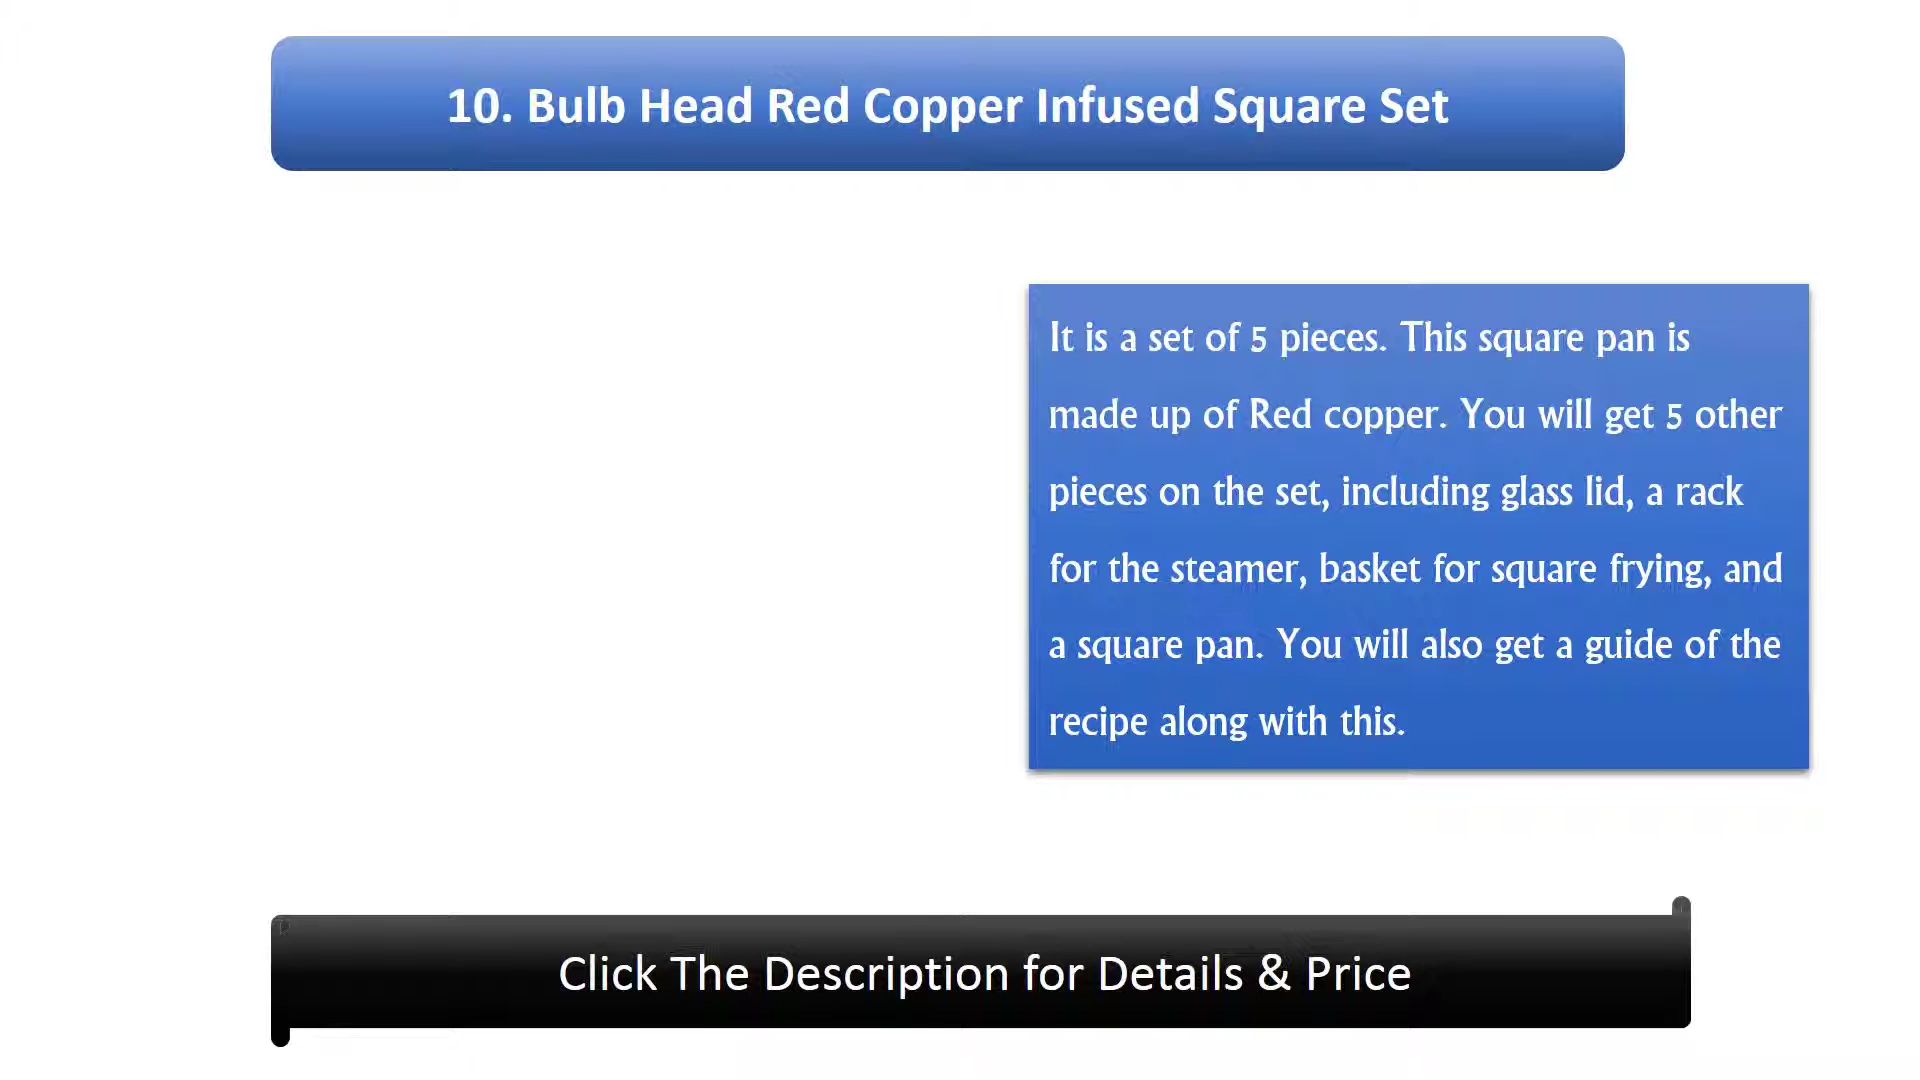 10. Bulb Head Red Copper Infused Square Set
It is a set of 5 pieces. This square pan is
made up of Red copper. You will get 5 other
pieces on the set, including glass lid, a rack
for the steamer, basket for square frying, and
a square pan. You will also get a guide of the
recipe along with this.
Click The Description for Details & Price